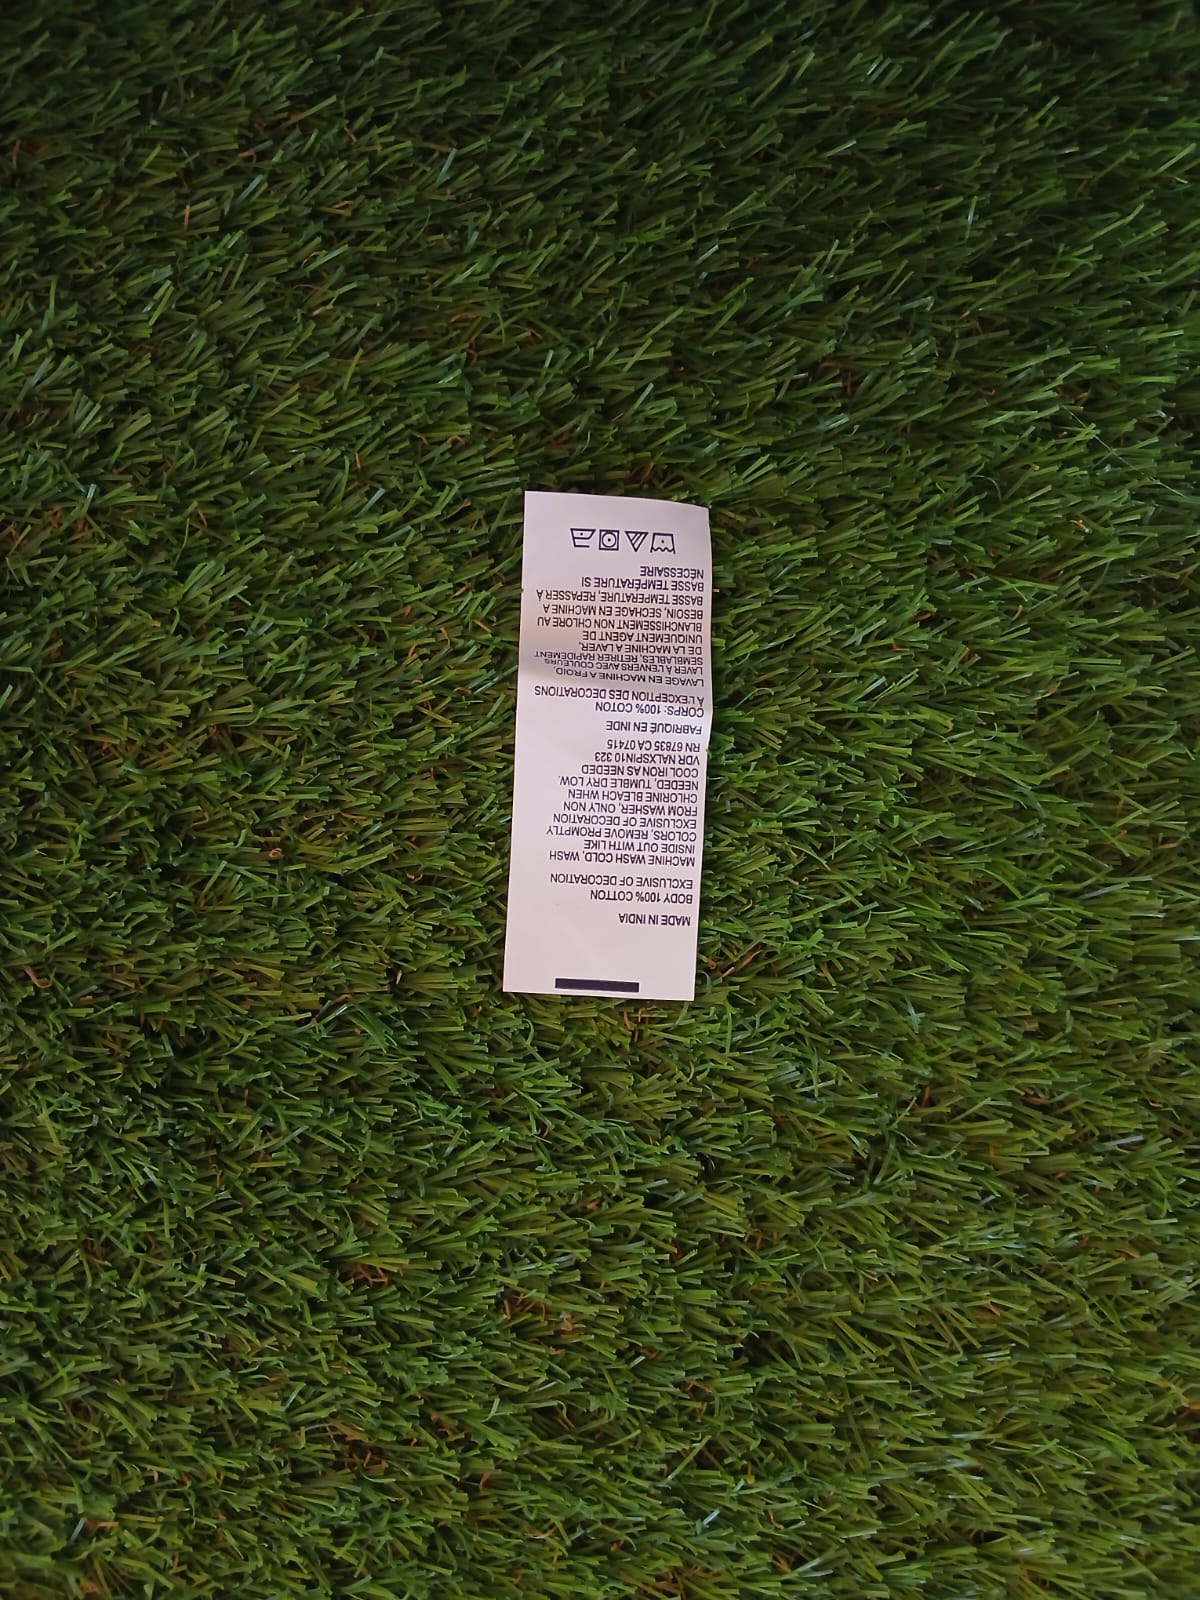 MADE IN INDIA
BODY 100% COTTON
EXCLUSIVE OF DECORATION
MACHINE WASH COLD, WASH
INSIDE OUT WITH LIKE
COLORS, REMOVE PROMPTLY
EXCLUSIVE OF DECORATION
FROM WASHER, ONLY NON
CHLORINE BLEACH WHEN
NEEDED, TUMBLE DRY LOW.
COOL IRON AS NEEDED
VDR NALXSPIN10 323
RN 67835 CA 07415
FABRIQUÉ EN INDE
CORPS: 100% COTON
À L'EXCEPTION DES DECORATIONS
LAVAGE EN MACHINE A FROID,
LAVER À L'ENVERS AVEC COULEURS
SEMBLABLES, RETIRER RAPIDEMENT
DE LA MACHINE A LAVER,
UNIQUEMENT AGENT DE
BLANCHISSEMENT NON CHLORE AU
BESOIN, SECHAGE EN MACHINE A
BASSE TEMPERATURE, REPASSER À
BASSE TEMPÉRATURE SI
NÉCESSAIRE